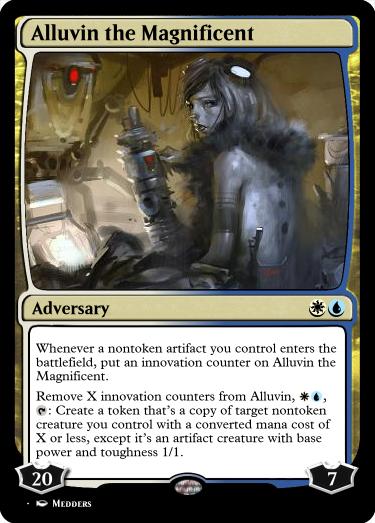 Alluvin the Magnificent
Adversary
Whenever a nontoken artifact you control enters the
battlefield, put an innovation counter on Alluvin the
Magnificent.
Remove X innovation counters from Alluvin, , ,
: Create a token that's a copy of target nontoken
creature you control with a converted mana cost of
X or less, except it's an artifact creature with base
power and toughness 1/1.
20
7
· Medders